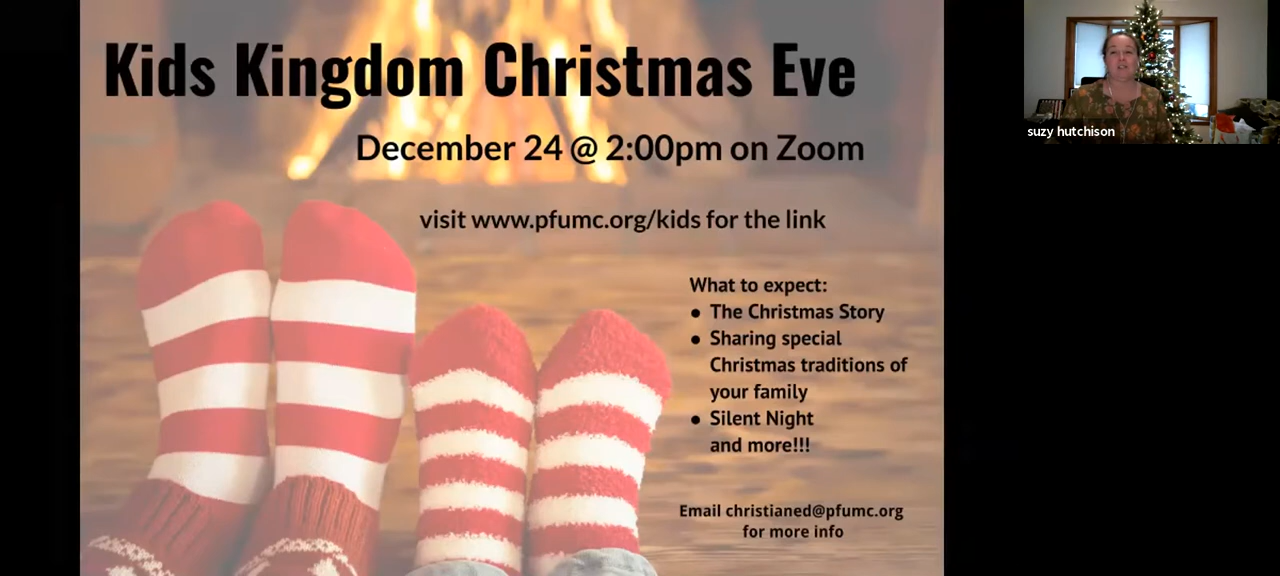 Kids Kingdom Christmas Eve
December 24 @ 2:00pm on Zoom
visit www.pfumc.org/kids for the link
What to expect:
● The Christmas Story
● Sharing special
Christmas traditions of
your family
● Silent Night
and more!!!
Email christianed@pfumc.org
for more info
suzy hutchison